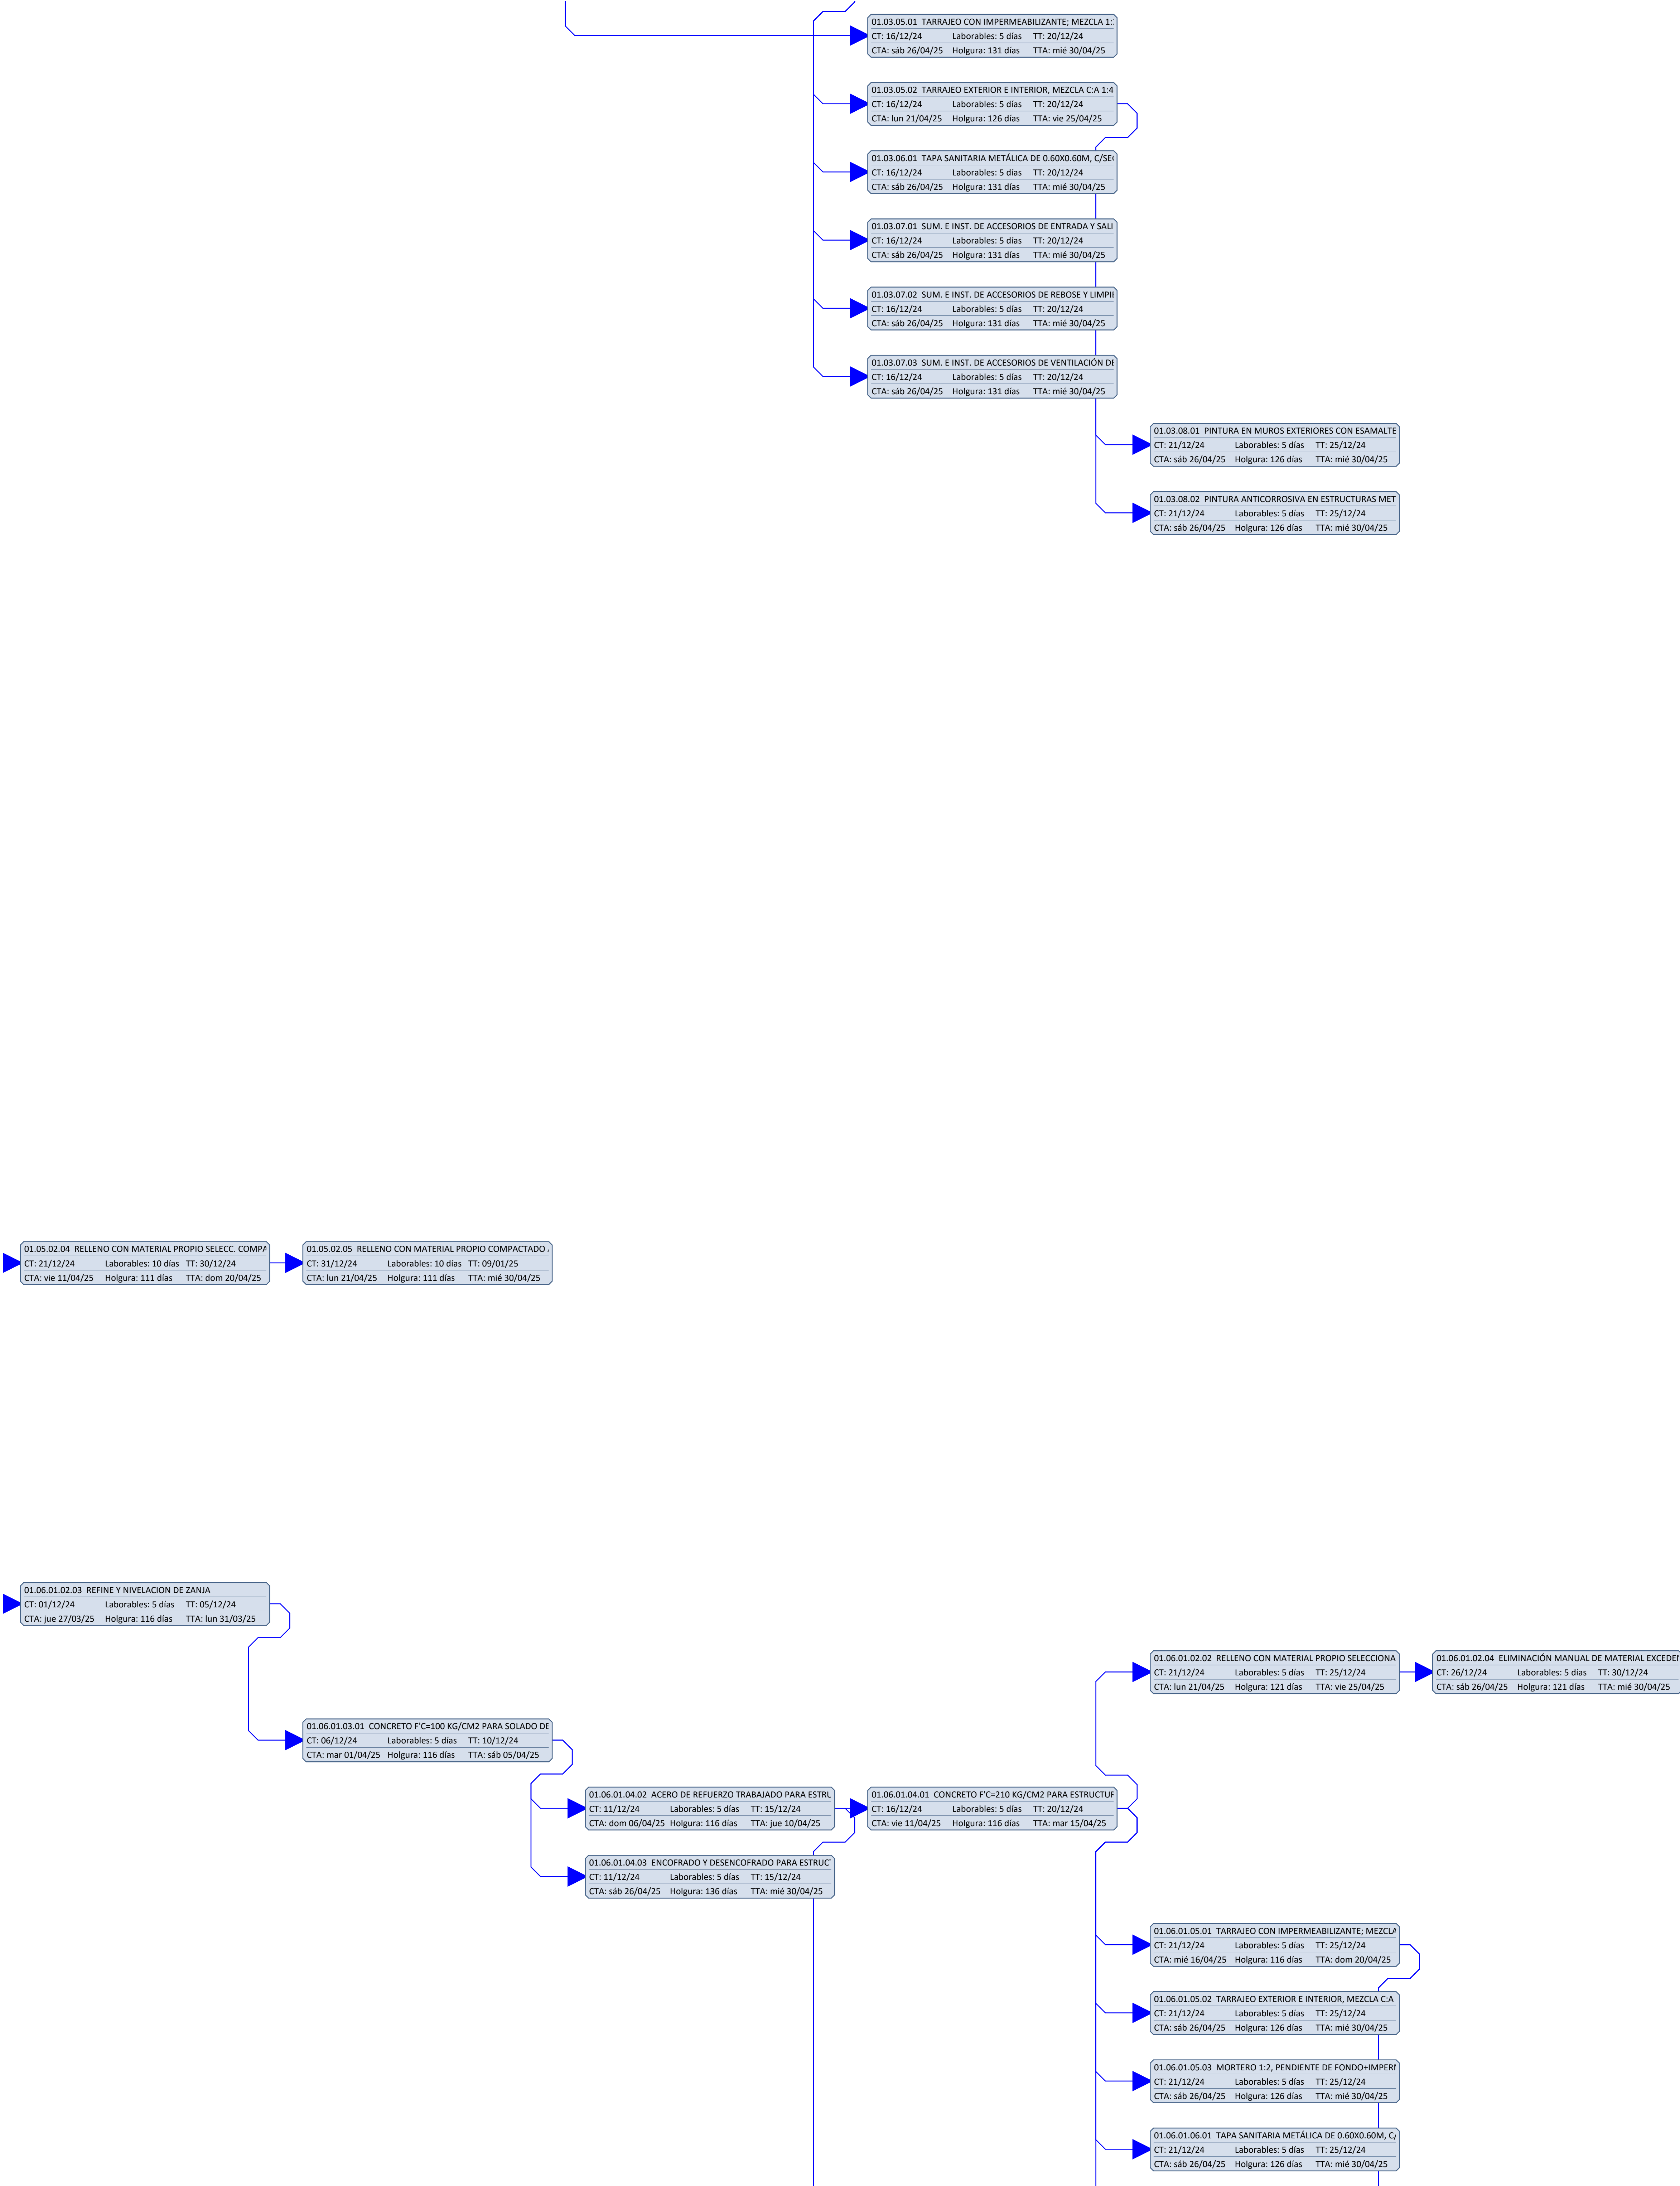 01.03.05.01 TARRAJEO CON IMPERMEABILIZANTE; MEZCLA 1:
CT: 16/12/24 Laborables: 5 días TT: 20/12/24
CTA: sáb 26/04/25 Holgura: 131 días TTA: mié 30/04/25
01.03.05.02 TARRAJEO EXTERIOR E INTERIOR, MEZCLA C:A 1:4
CT: 16/12/24 Laborables: 5 días TT: 20/12/24
CTA: lun 21/04/25 Holgura: 126 días TTA: vie 25/04/25
01.03.06.01 TAPA SANITARIA METÁLICA DE 0.60X0.60M, C/SE
CT: 16/12/24 Laborables: 5 días TT: 20/12/24
CTA: sáb 26/04/25 Holgura: 131 días TTA: mié 30/04/25
01.03.07.01 SUM. E INST. DE ACCESORIOS DE ENTRADA Y SALI
CT: 16/12/24 Laborables: 5 días TT: 20/12/24
CTA: sáb 26/04/25 Holgura: 131 días TTA: mié 30/04/25
01.03.07.02 SUM. E INST. DE ACCESORIOS DE REBOSE Y LIMPIE
CT: 16/12/24 Laborables: 5 días TT: 20/12/24
CTA: sáb 26/04/25 Holgura: 131 días TTA: mié 30/04/25
01.03.07.03 SUM. E INST. DE ACCESORIOS DE VENTILACIÓN DE
CT: 16/12/24 Laborables: 5 días TT: 20/12/24
CTA: sáb 26/04/25 Holgura: 131 días TTA: mié 30/04/25
01.03.08.01 PINTURA EN MUROS EXTERIORES CON ESAMALTE
CT: 21/12/24 Laborables: 5 días TT: 25/12/24
CTA: sáb 26/04/25 Holgura: 126 días TTA: mié 30/04/25
01.03.08.02 PINTURA ANTICORROSIVA EN ESTRUCTURAS MET
CT: 21/12/24 Laborables: 5 días TT: 25/12/24
CTA: sáb 26/04/25 Holgura: 126 días TTA: mié 30/04/25
01.05.02.04 RELLENO CON MATERIAL PROPIO SELECC. COMPA
CT: 21/12/24 Laborables: 10 días TT: 30/12/24
CTA: vie 11/04/25 Holgura: 111 días TTA: dom 20/04/25
01.05.02.05 RELLENO CON MATERIAL PROPIO COMPACTADO
CT: 31/12/24 Laborables: 10 días TT: 09/01/25
CTA: lun 21/04/25 Holgura: 111 días TTA: mié 30/04/25
01.06.01.02.03 REFINE Y NIVELACION DE ZANJA
CT: 01/12/24 Laborables: 5 días TT: 05/12/24
CTA: jue 27/03/25 Holgura: 116 días TTA: lun 31/03/25
01.06.01.02.02 RELLENO CON MATERIAL PROPIO SELECCIONA
CT: 21/12/24 Laborables: 5 días TT: 25/12/24
CTA: lun 21/04/25 Holgura: 121 días TTA: vie 25/04/25
01.06.01.02.04 ELIMINACIÓN MANUAL DE MATERIAL EXCEDEN
CT: 26/12/24 Laborables: 5 días TT: 30/12/24
CTA: sáb 26/04/25 Holgura: 121 días TTA: mié 30/04/25
01.06.01.03.01 CONCRETO F'C=100 KG/CM2 PARA SOLADO DE
CT: 06/12/24 Laborables: 5 días TT: 10/12/24
CTA: mar 01/04/25 Holgura: 116 días TTA: sáb 05/04/25
01.06.01.04.02 ACERO DE REFUERZO TRABAJADO PARA ESTRU
CT: 11/12/24 Laborables: 5 días TT: 15/12/24
CTA: dom 06/04/25 Holgura: 116 días TTA: jue 10/04/25
01.06.01.04.01 CONCRETO F'C=210 KG/CM2 PARA ESTRUCTUR
CT: 16/12/24 Laborables: 5 días TT: 20/12/24
CTA: vie 11/04/25 Holgura: 116 días TTA: mar 15/04/25
01.06.01.04.03 ENCOFRADO Y DESENCOFRADO PARA ESTRUCT
CT: 11/12/24 Laborables: 5 días TT: 15/12/24
CTA: sáb 26/04/25 Holgura: 136 días TTA: mié 30/04/25
01.06.01.05.01 TARRAJEO CON IMPERMEABILIZANTE; MEZCLA
CT: 21/12/24 Laborables: 5 días TT: 25/12/24
CTA: mié 16/04/25 Holgura: 116 días TTA: dom 20/04/25
01.06.01.05.02 TARRAJEO EXTERIOR E INTERIOR, MEZCLA C:A
CT: 21/12/24 Laborables: 5 días TT: 25/12/24
CTA: sáb 26/04/25 Holgura: 126 días TTA: mié 30/04/25
01.06.01.05.03 MORTERO 1:2, PENDIENTE DE FONDO+IMPERM
CT: 21/12/24 Laborables: 5 días TT: 25/12/24
CTA: sáb 26/04/25 Holgura: 126 días TTA: mié 30/04/25
01.06.01.06.01 TAPA SANITARIA METÁLICA DE 0.60X0.60M, C/
CT: 21/12/24 Laborables: 5 días TT: 25/12/24
CTA: sáb 26/04/25 Holgura: 126 días TTA: mié 30/04/25